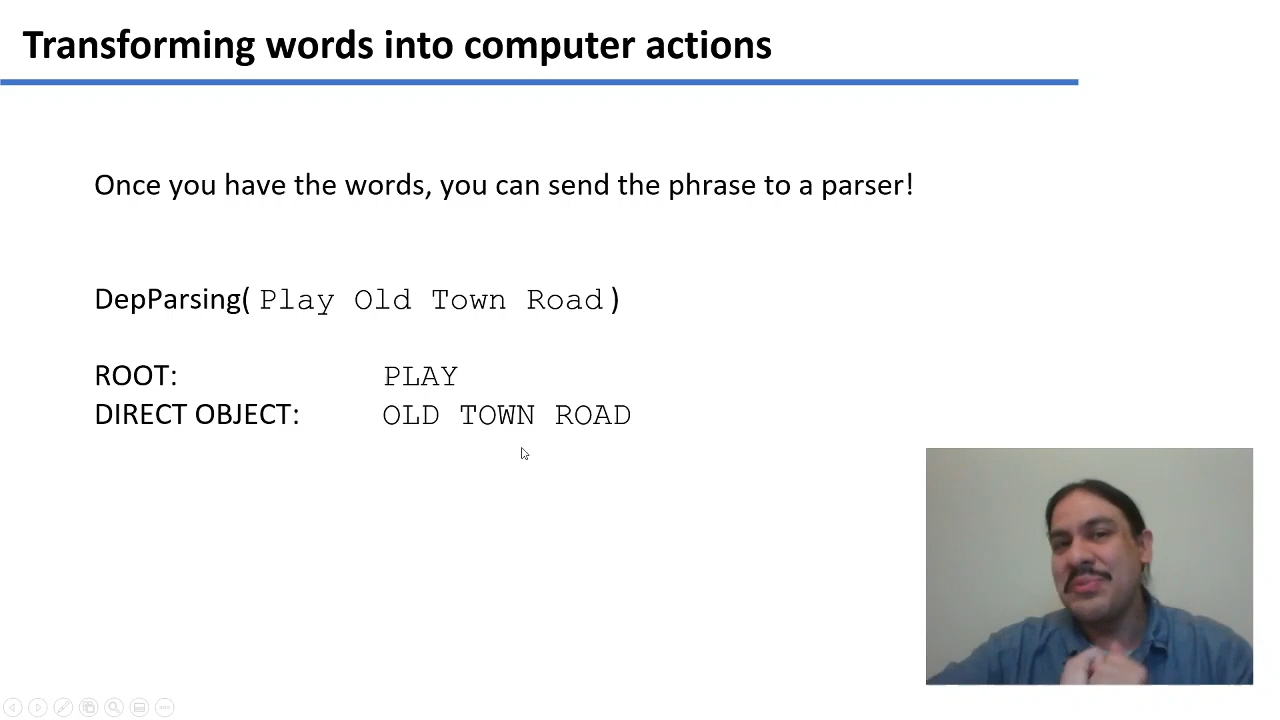 Transforming words into computer actions
Once you have the words, you can send the phrase to a parser!
DepParsing( Play Old Town Road )
ROOT: PLAY
DIRECT OBJECT: OLD TOWN ROAD